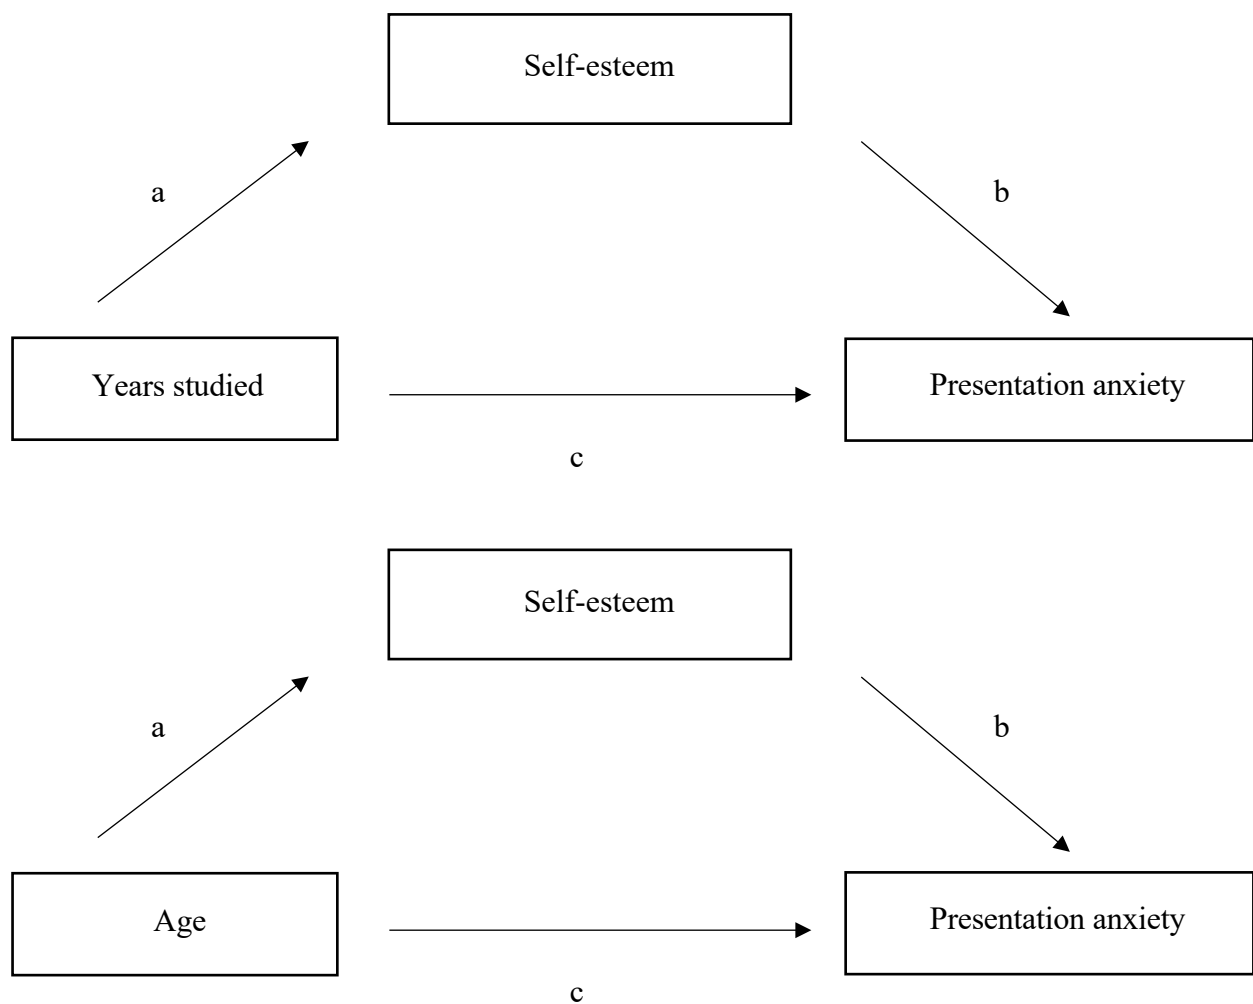 Self-esteem
a
b
Years studied
Presentation anxiety
c
Self-esteem
a
b
Age
Presentation anxiety
c